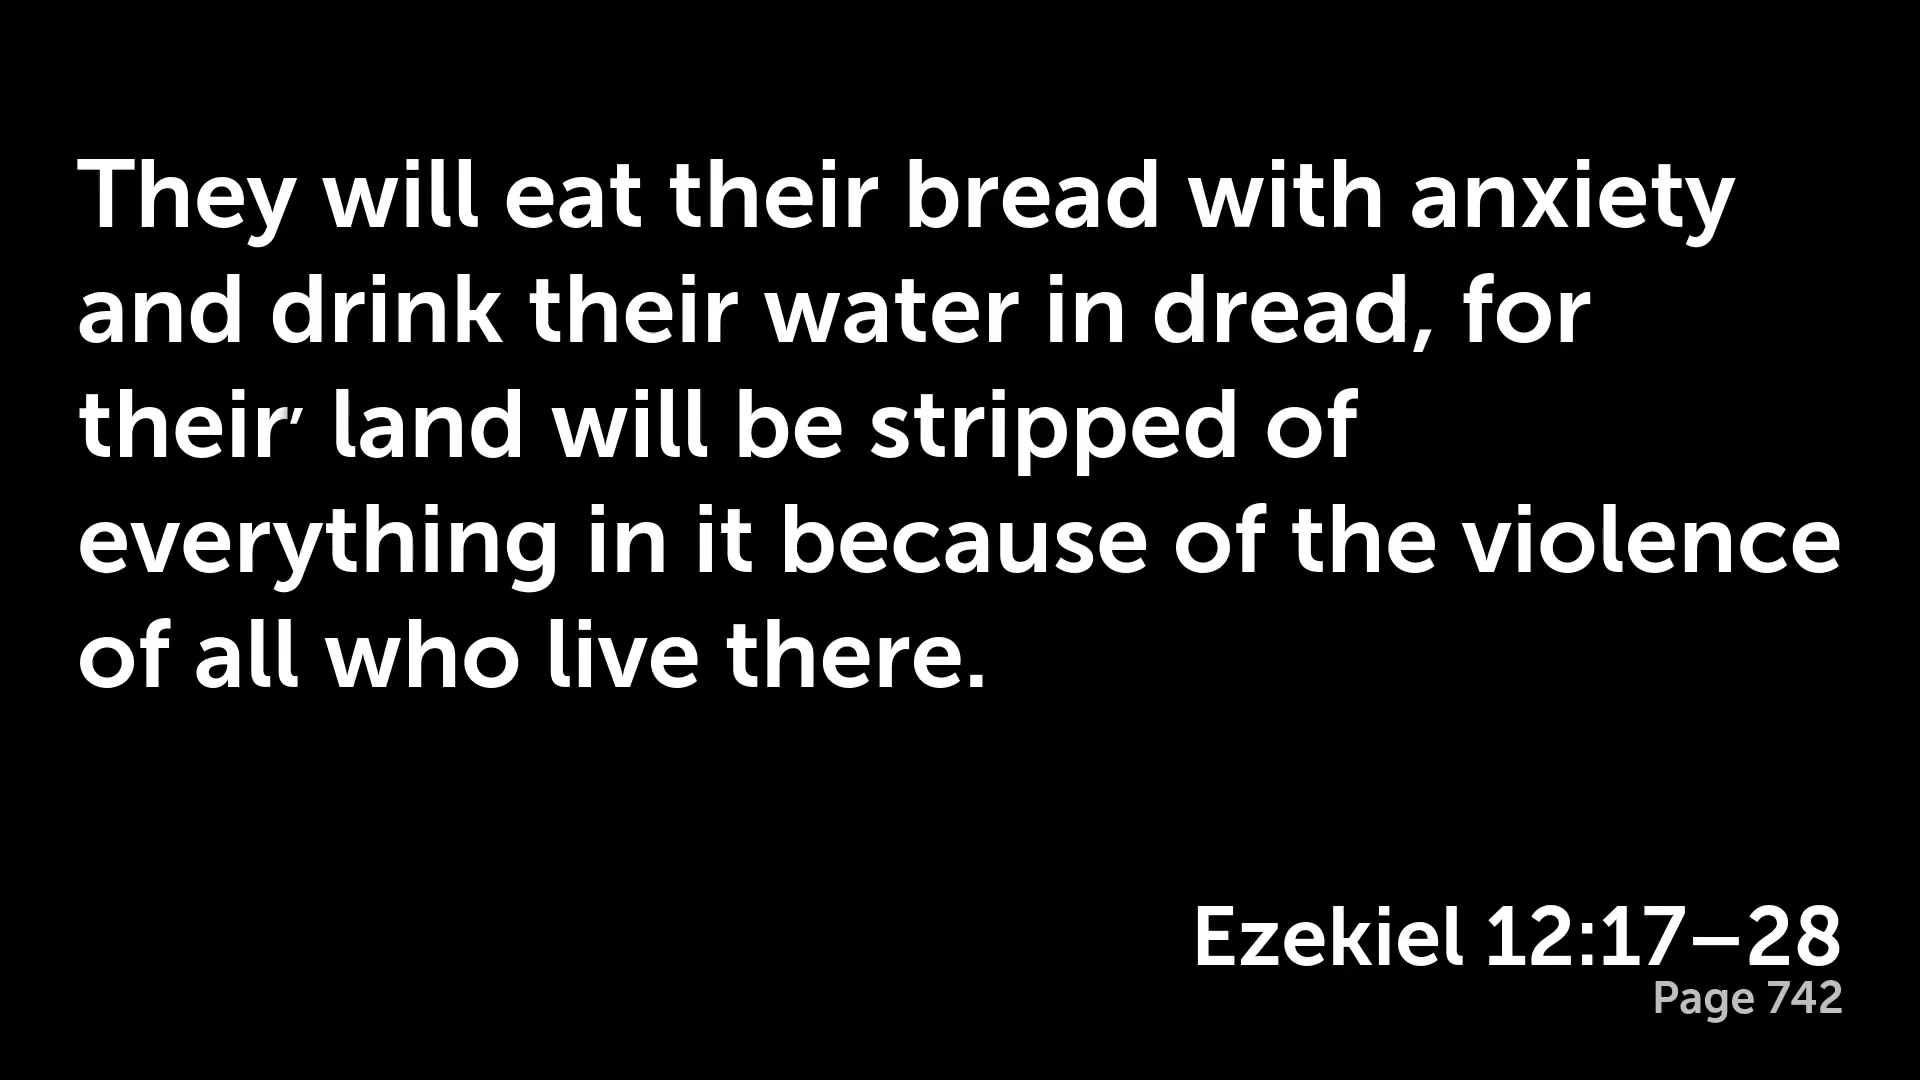 They will eat their bread with anxiety
and drink their water in dread, for
their’ land will be stripped of
everything in it because of the violence
of all who live there.
Ezekiel 12:17–28
Page 742